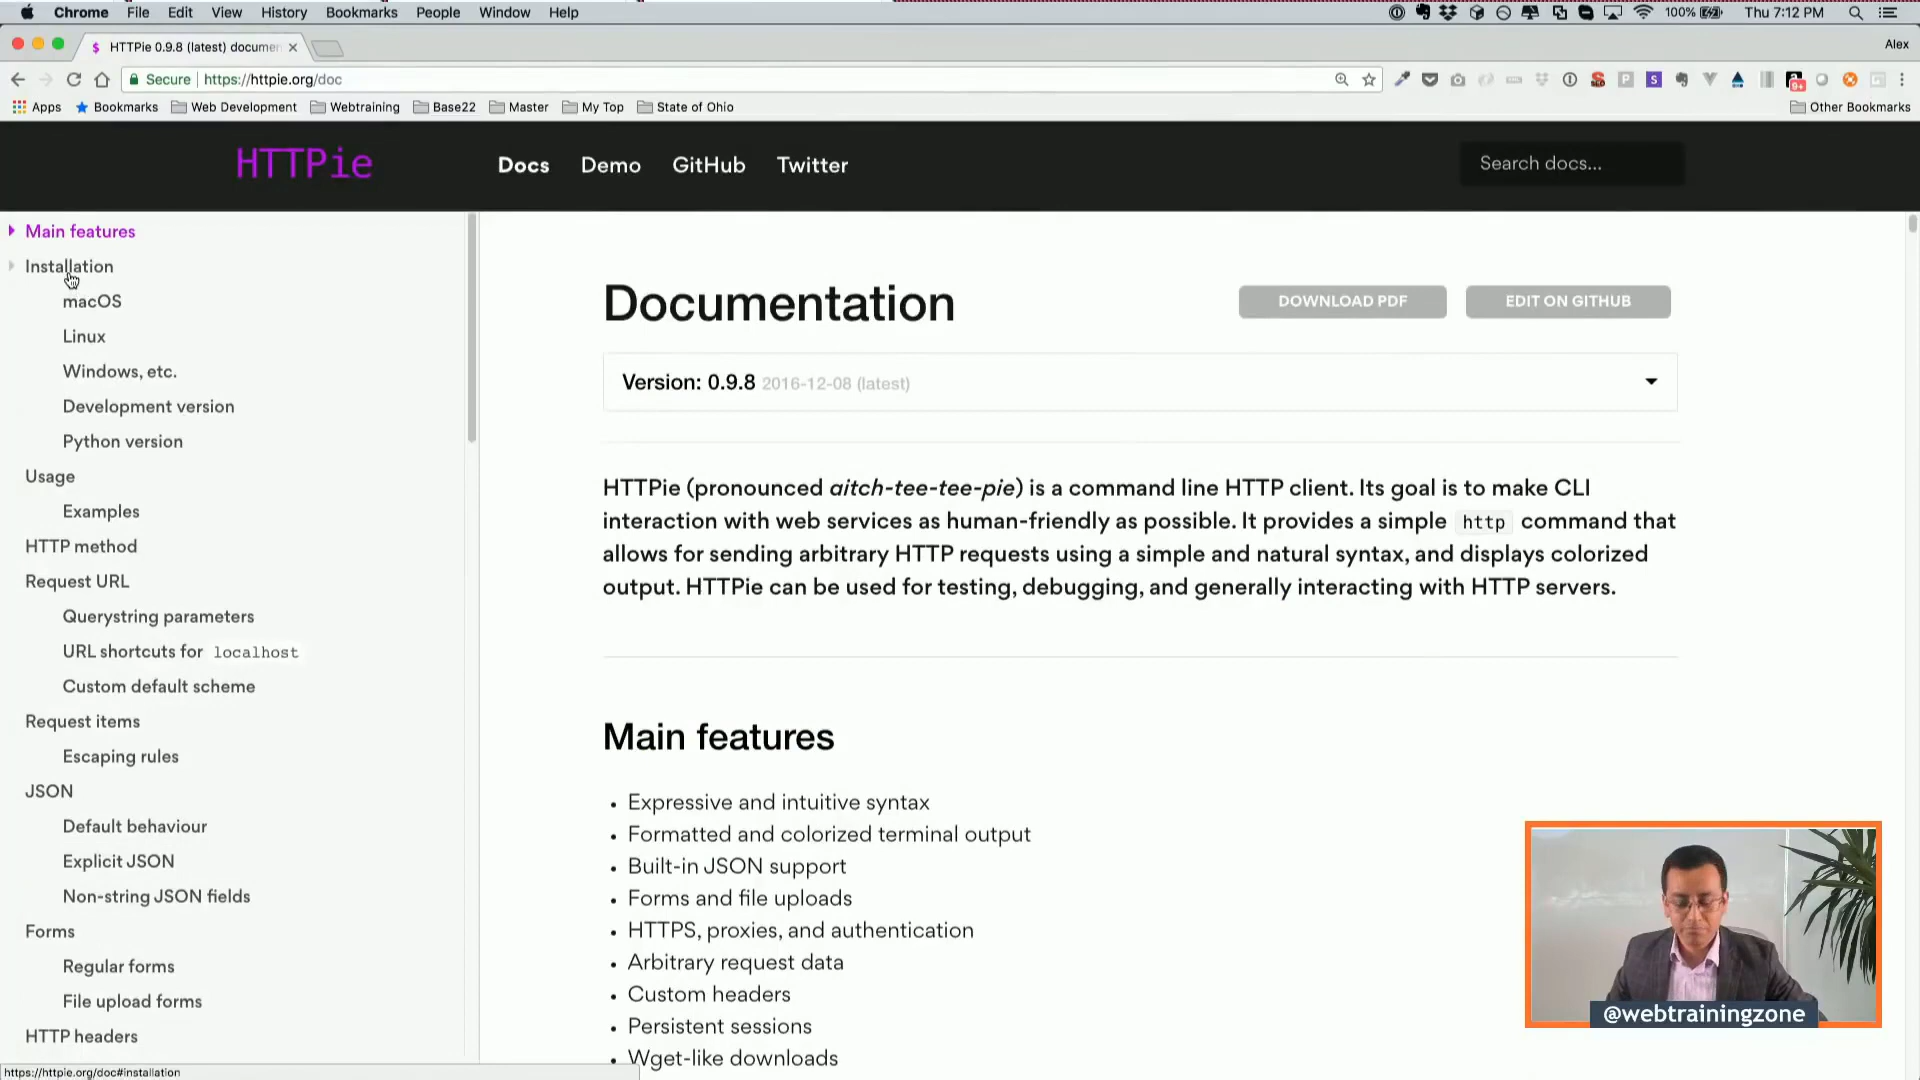 Chrome File Edit View History Bookmarks People Window Help 100% Thu 7:12 PM
$ HTTPie 0.9.8 (latest) documen Alex
Secure https://httpie.org/doc 9+
Apps Bookmarks Web Development Webtraining Base22 Master My Top State of Ohio Other Bookmarks
HTTPie Docs Demo GitHub Twitter Search docs...
Main features
Installation
macOS
Linux
Windows, etc.
Development version
Python version
Usage
Examples
HTTP method
Request URL
Querystring parameters
URL shortcuts for localhost
Custom default scheme
Request items
Escaping rules
JSON
Default behaviour
Explicit JSON
Non-string JSON fields
Forms
Regular forms
File upload forms
HTTP headers
https://httpie.org/doc#installation
Documentation DOWNLOAD PDF EDIT ON GITHUB
Version: 0.9.8 2016-12-08 (latest)
HTTPie (pronounced aitch-tee-tee-pie) is a command line HTTP client. Its goal is to make CLI
interaction with web services as human-friendly as possible. It provides a simple http command that
allows for sending arbitrary HTTP requests using a simple and natural syntax, and displays colorized
output. HTTPie can be used for testing, debugging, and generally interacting with HTTP servers.
Main features
• Expressive and intuitive syntax
• Formatted and colorized terminal output
• Built-in JSON support
• Forms and file uploads
• HTTPS, proxies, and authentication
• Arbitrary request data
• Custom headers
• Persistent sessions
• Wget-like downloads
@webtrainingzone